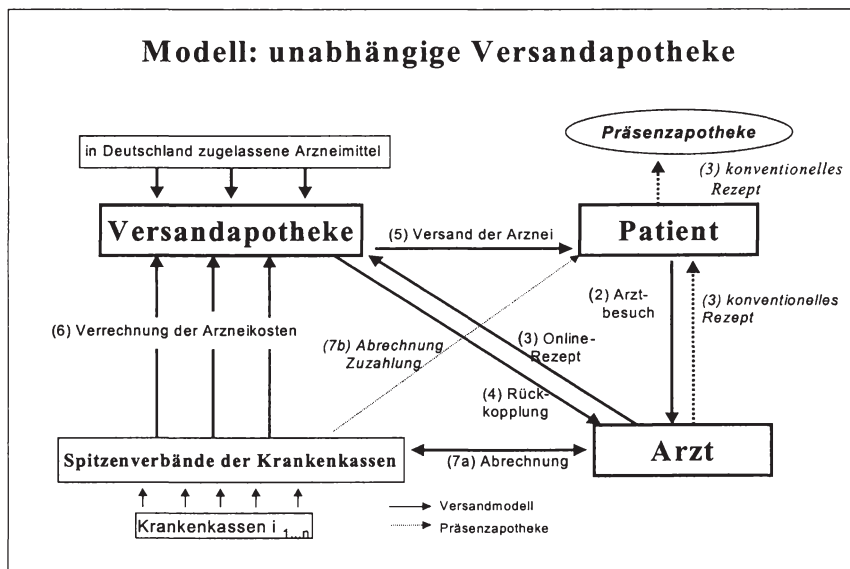 Modell: unabhängige Versandapotheke
Präsenzapotheke
in Deutschland zugelassene Arzneimittel
(3) konventionelles
Rezept
Versandapotheke
(5) Versand der Arznei
Patient
(2) Arzt-
besuch
(3) konventionelles
Rezept
(6) Verrechnung der Arzneikosten
(7b) Abrechnung
Zuzahlung
(3) Online-
Rezept
(4) Rück-
kopplung
Spitzenverbände der Krankenkassen
(7a) Abrechnung
Arzt
Krankenkassen i 1...n
Versandmodell
Präsenzapotheke